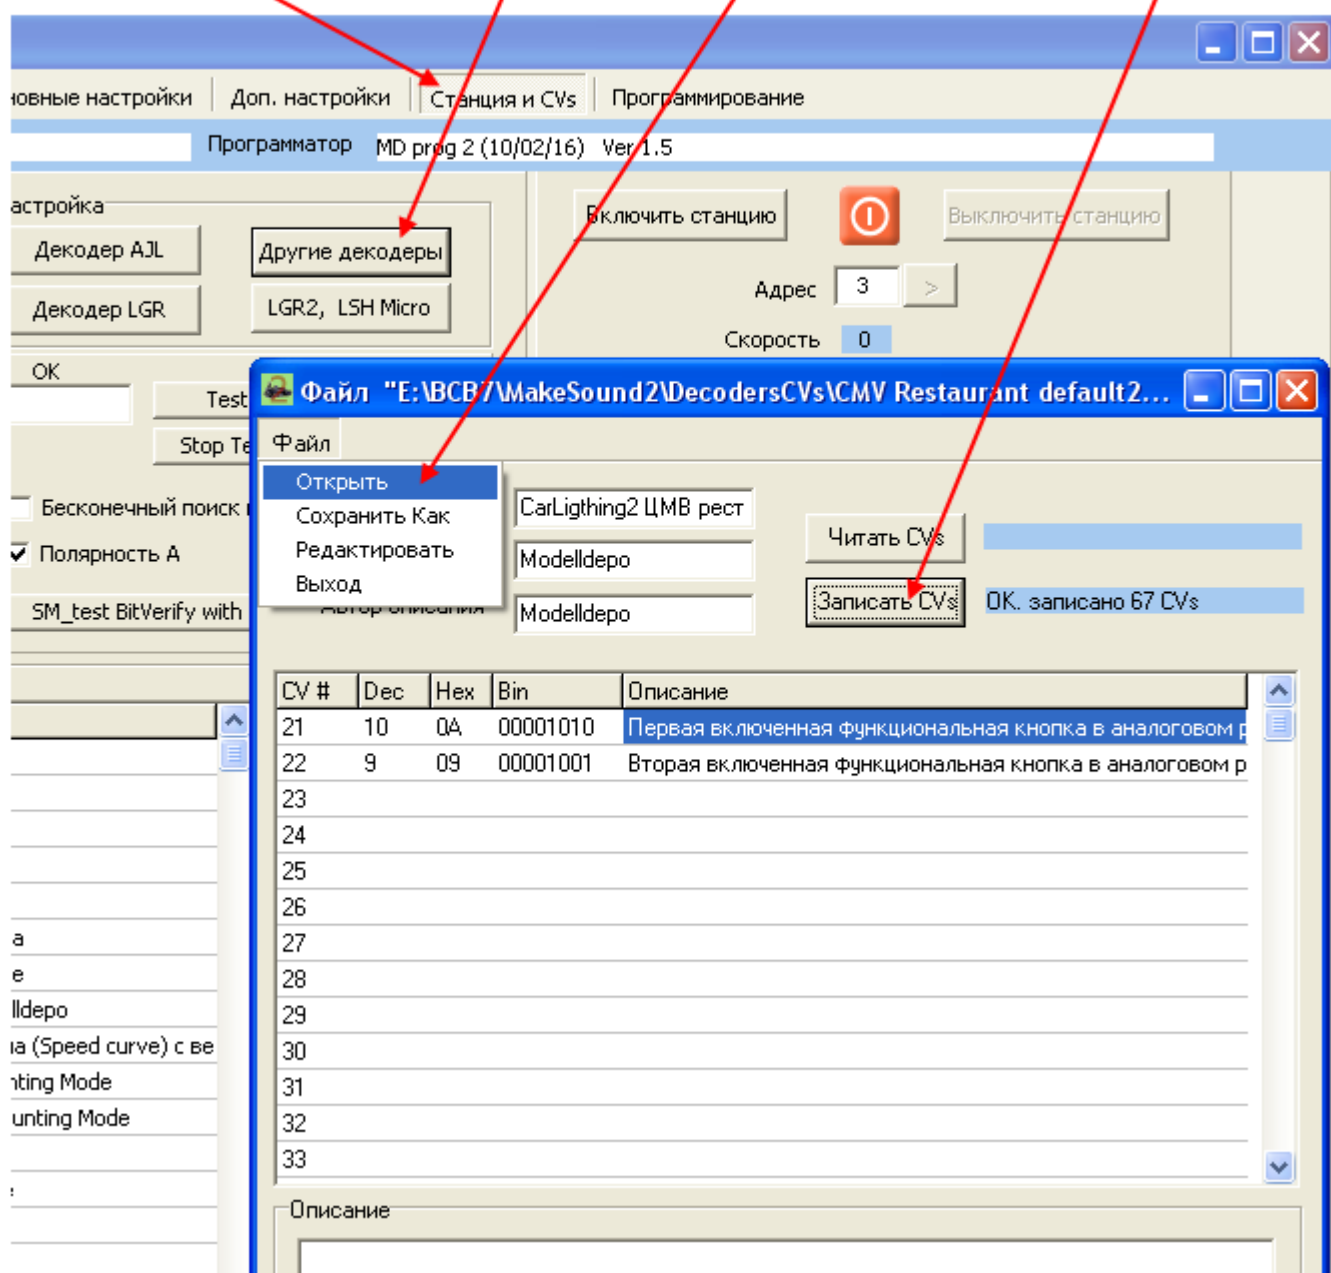 новные настройки Доп. настройки Станция и CVs Программирование
Программатор MD prog 2 (10/02/16) Ver 1.5
астройка
Декодер AJL Другие декодеры
Декодер LGR LGR2, LSH Micro
Включить станцию Выключить станцию
Адрес 3 >
Скорость 0
OK
Test
Stop Te
Бесконечный поиск
Полярность A
SM_test BitVerify with
Файл "E:\BCB7\MakeSound2\DecodersCVs\CMV Restaurant default2...
Файл
Открыть
Сохранить Как
Редактировать
Выход
CarLigthing2 ЦМВ рест
Modelldepo
Автор описания Modelldepo
Читать CVs
Записать CVs OK. записано 67 CVs
CV # Dec Hex Bin Описание
21 10 0A 00001010 Первая включенная функциональная кнопка в аналоговом р
22 9 09 00001001 Вторая включенная функциональная кнопка в аналоговом р
23
24
25
26
27
28
29
30
31
32
33
Описание
а
е
lldepo
ла (Speed curve) с ве
nting Mode
unting Mode